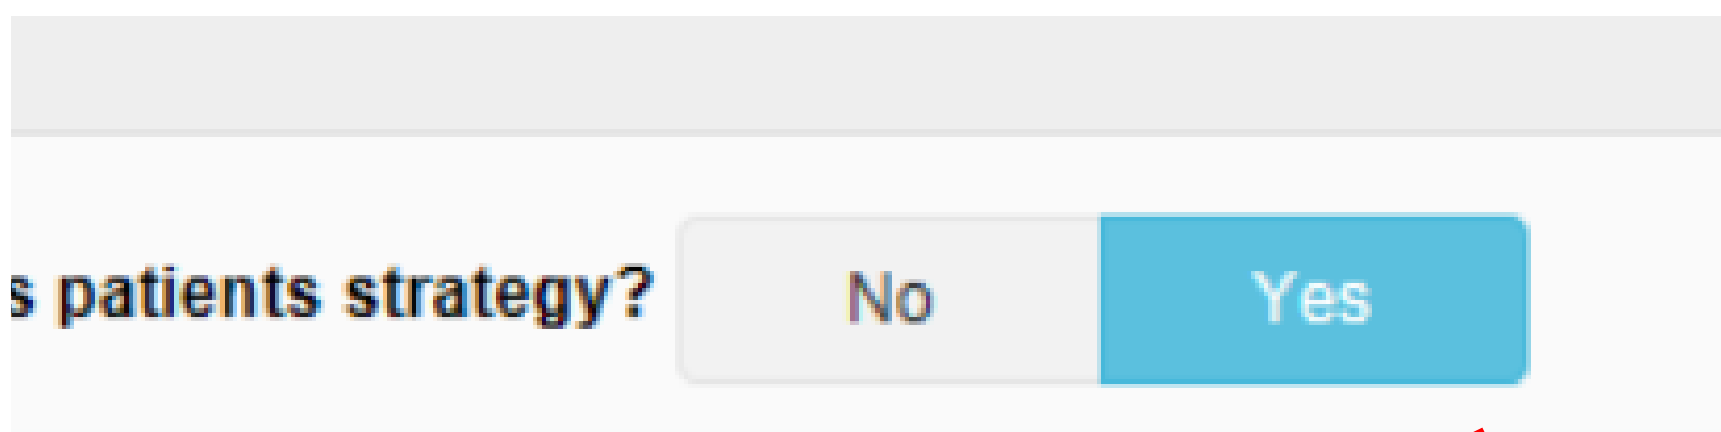 s patients strategy? No Yes